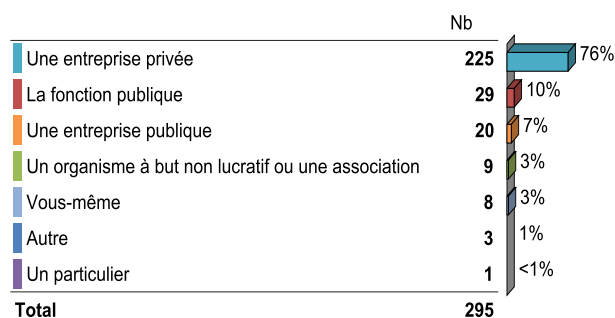 Nb
Une entreprise privée 225 76%
La fonction publique 29 10%
Une entreprise publique 20 7%
Un organisme à but non lucratif ou une association 9 3%
Vous-même 8 3%
Autre 3 1%
Un particulier 1 <1%
Total 295